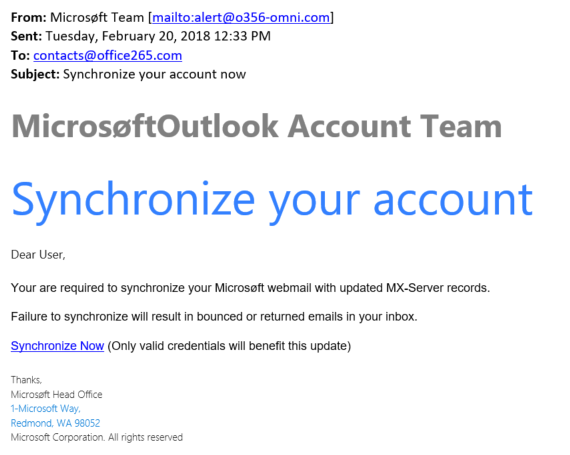 From: Microsøft Team [mailto:alert@o356-omni.com]
Sent: Tuesday, February 20, 2018 12:33 PM
To: contacts@office265.com
Subject: Synchronize your account now
MicrosøftOutlook Account Team
Synchronize your account
Dear User,
Your are required to synchronize your Microsøft webmail with updated MX-Server records.
Failure to synchronize will result in bounced or returned emails in your inbox.
Synchronize Now (Only valid credentials will benefit this update)
Thanks,
Microsøft Head Office
1-Microsoft Way,
Redmond, WA 98052
Microsoft Corporation. All rights reserved